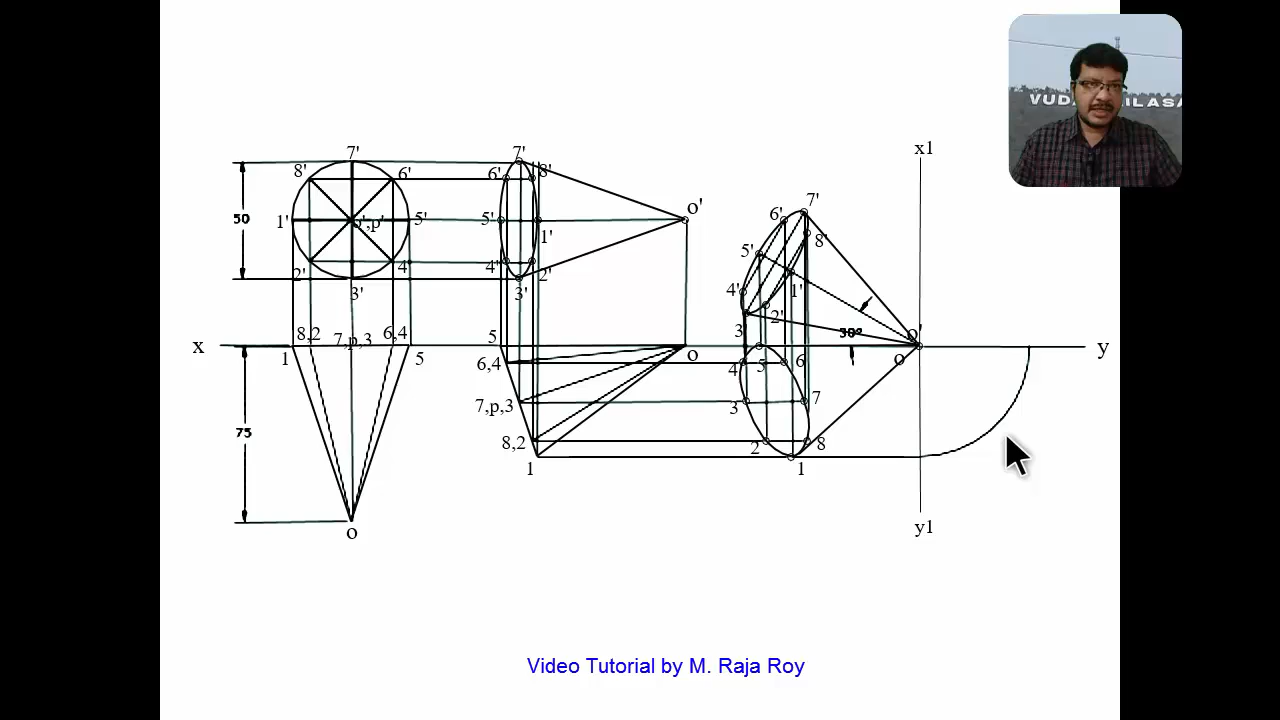 x1
VUDA
ILASA
7'
8'
6'
50
1'
o',p'
5'
2'
4'
3'
7'
6'
8'
5'
1'
4'
2'
3'
o'
7'
6'
8'
5'
4'
1'
2'
3
30°
o'
x
8,2
7,p,3
6,4
1
5
5
o
4
5
6
o
y
6,4
7,p,3
3
7
75
8,2
2
8
1
1
o
y1
Video Tutorial by M. Raja Roy